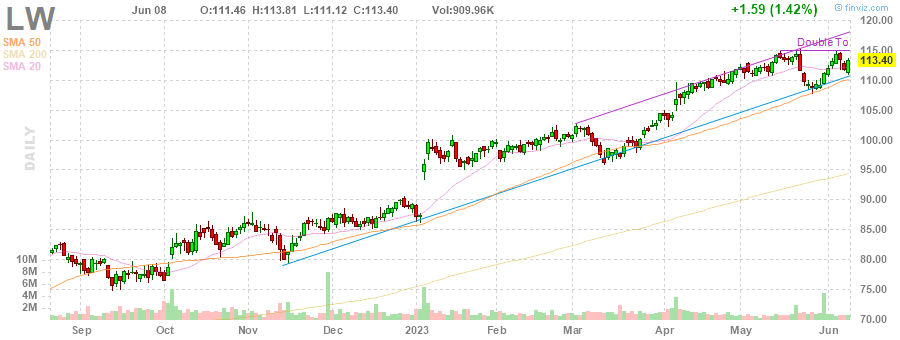 LW
Jun 08 O:111.46 H:113.81 L:111.12 C:113.40 Vol:909.96K +1.59 (1.42%)
© finviz.com
SMA 50
SMA 200
SMA 20
DAILY
Double To
120.00
115.00
113.40
110.00
105.00
100.00
95.00
90.00
85.00
80.00
75.00
70.00
10M
8M
6M
4M
2M
Sep Oct Nov Dec 2023 Feb Mar Apr May Jun